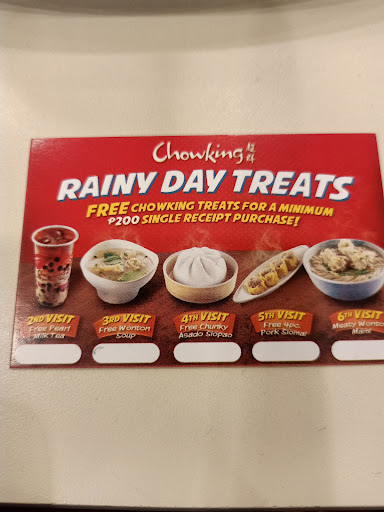 Chowking 超群
RAINY DAY TREATS
FREE CHOWKING TREATS FOR A MINIMUM
₱200 SINGLE RECEIPT PURCHASE!
2ND VISIT
Free Pearl
Milk Tea
3RD VISIT
Free Wonton
Soup
4TH VISIT
Free Chunky
Asado Siopao
5TH VISIT
Free 4pc.
Pork Siomai
6TH VISIT
Meaty Wonton
Mami